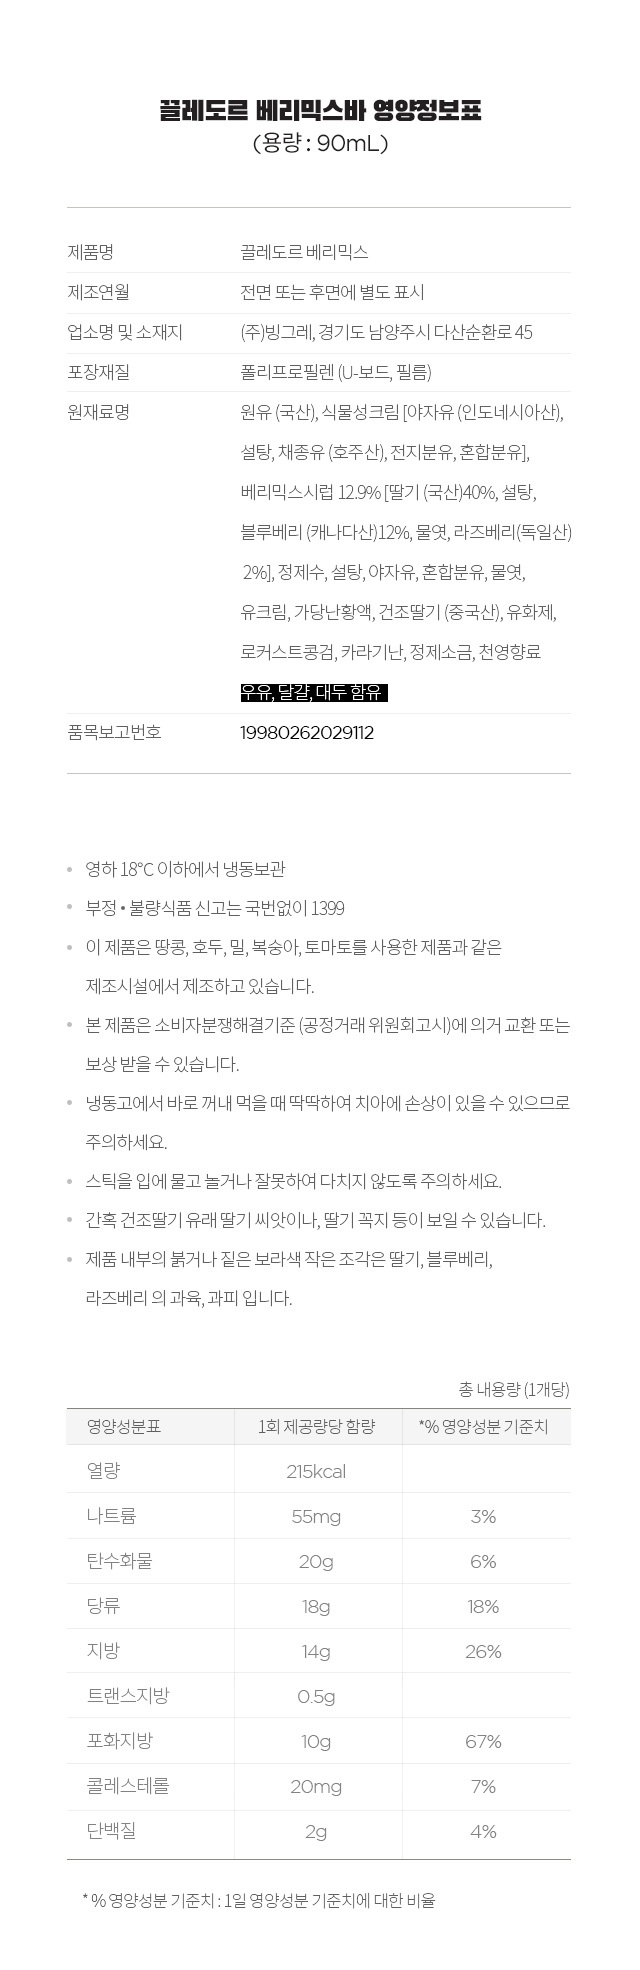 끌레도르 베리믹스바 영양정보표
(용량 : 90mL)
제품명 끌레도르 베리믹스
제조연월 전면 또는 후면에 별도 표시
업소명 및 소재지 (주)빙그레, 경기도 남양주시 다산순환로 45
포장재질 폴리프로필렌 (U-보드, 필름)
원재료명 원유 (국산), 식물성크림 [야자유 (인도네시아산),
설탕, 채종유 (호주산), 전지분유, 혼합분유],
베리믹스시럽 12.9% [딸기 (국산)40%, 설탕,
블루베리 (캐나다산)12%, 물엿, 라즈베리(독일산)
2%], 정제수, 설탕, 야자유, 혼합분유, 물엿,
유크림, 가당난황액, 건조딸기 (중국산), 유화제,
로커스트콩검, 카라기난, 정제소금, 천영향료
우유, 달걀, 대두 함유
품목보고번호 19980262029112
• 영하 18℃ 이하에서 냉동보관
• 부정 • 불량식품 신고는 국번없이 1399
• 이 제품은 땅콩, 호두, 밀, 복숭아, 토마토를 사용한 제품과 같은
제조시설에서 제조하고 있습니다.
• 본 제품은 소비자분쟁해결기준 (공정거래 위원회고시)에 의거 교환 또는
보상 받을 수 있습니다.
• 냉동고에서 바로 꺼내 먹을 때 딱딱하여 치아에 손상이 있을 수 있으므로
주의하세요.
• 스틱을 입에 물고 놀거나 잘못하여 다치지 않도록 주의하세요.
• 간혹 건조딸기 유래 딸기 씨앗이나, 딸기 꼭지 등이 보일 수 있습니다.
• 제품 내부의 붉거나 짙은 보라색 작은 조각은 딸기, 블루베리,
라즈베리 의 과육, 과피 입니다.
총 내용량 (1개당)
영양성분표 1회 제공량당 함량 *% 영양성분 기준치
열량 215kcal
나트륨 55mg 3%
탄수화물 20g 6%
당류 18g 18%
지방 14g 26%
트랜스지방 0.5g
포화지방 10g 67%
콜레스테롤 20mg 7%
단백질 2g 4%
* % 영양성분 기준치 : 1일 영양성분 기준치에 대한 비율